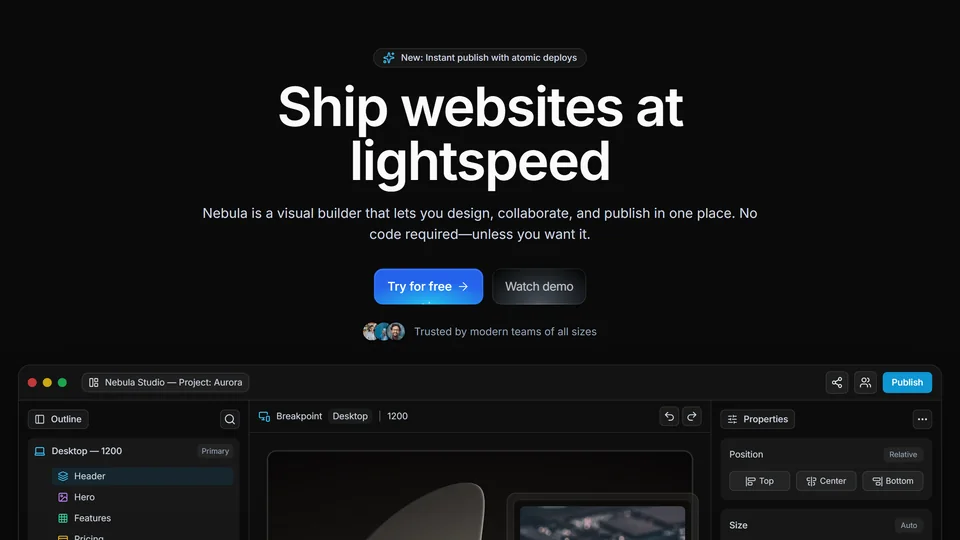 New: Instant publish with atomic deploys
Ship websites at
lightspeed
Nebula is a visual builder that lets you design, collaborate, and publish in one place. No
code required—unless you want it.
Try for free
Watch demo
Trusted by modern teams of all sizes
Nebula Studio — Project: Aurora
Publish
Outline
Breakpoint Desktop | 1200
Properties
Desktop — 1200 Primary
Header
Hero
Features
Pricing
Position Relative
Top Center Bottom
Size Auto